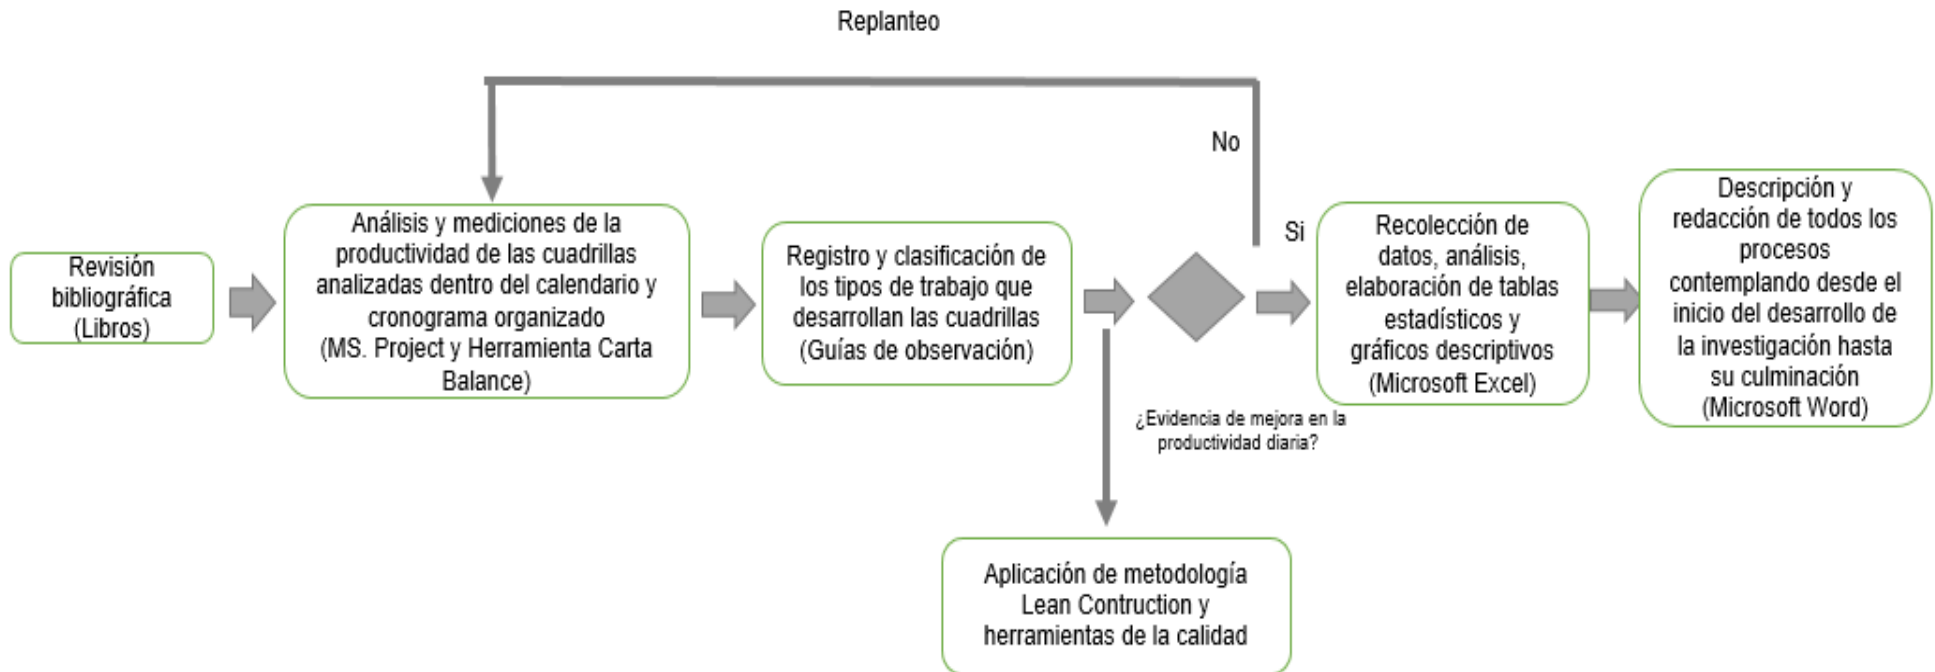 Replanteo
No
Revisión
bibliográfica
(Libros)
Análisis y mediciones de la
productividad de las cuadrillas
analizadas dentro del calendario y
cronograma organizado
(MS. Project y Herramienta Carta
Balance)
Registro y clasificación de
los tipos de trabajo que
desarrollan las cuadrillas
(Guías de observación)
Si
Recolección de
datos, análisis,
elaboración de tablas
estadísticos y
gráficos descriptivos
(Microsoft Excel)
Descripción y
redacción de todos los
procesos
contemplando desde el
inicio del desarrollo de
la investigación hasta
su culminación
(Microsoft Word)
¿Evidencia de mejora en la
productividad diaria?
Aplicación de metodología
Lean Contruction y
herramientas de la calidad